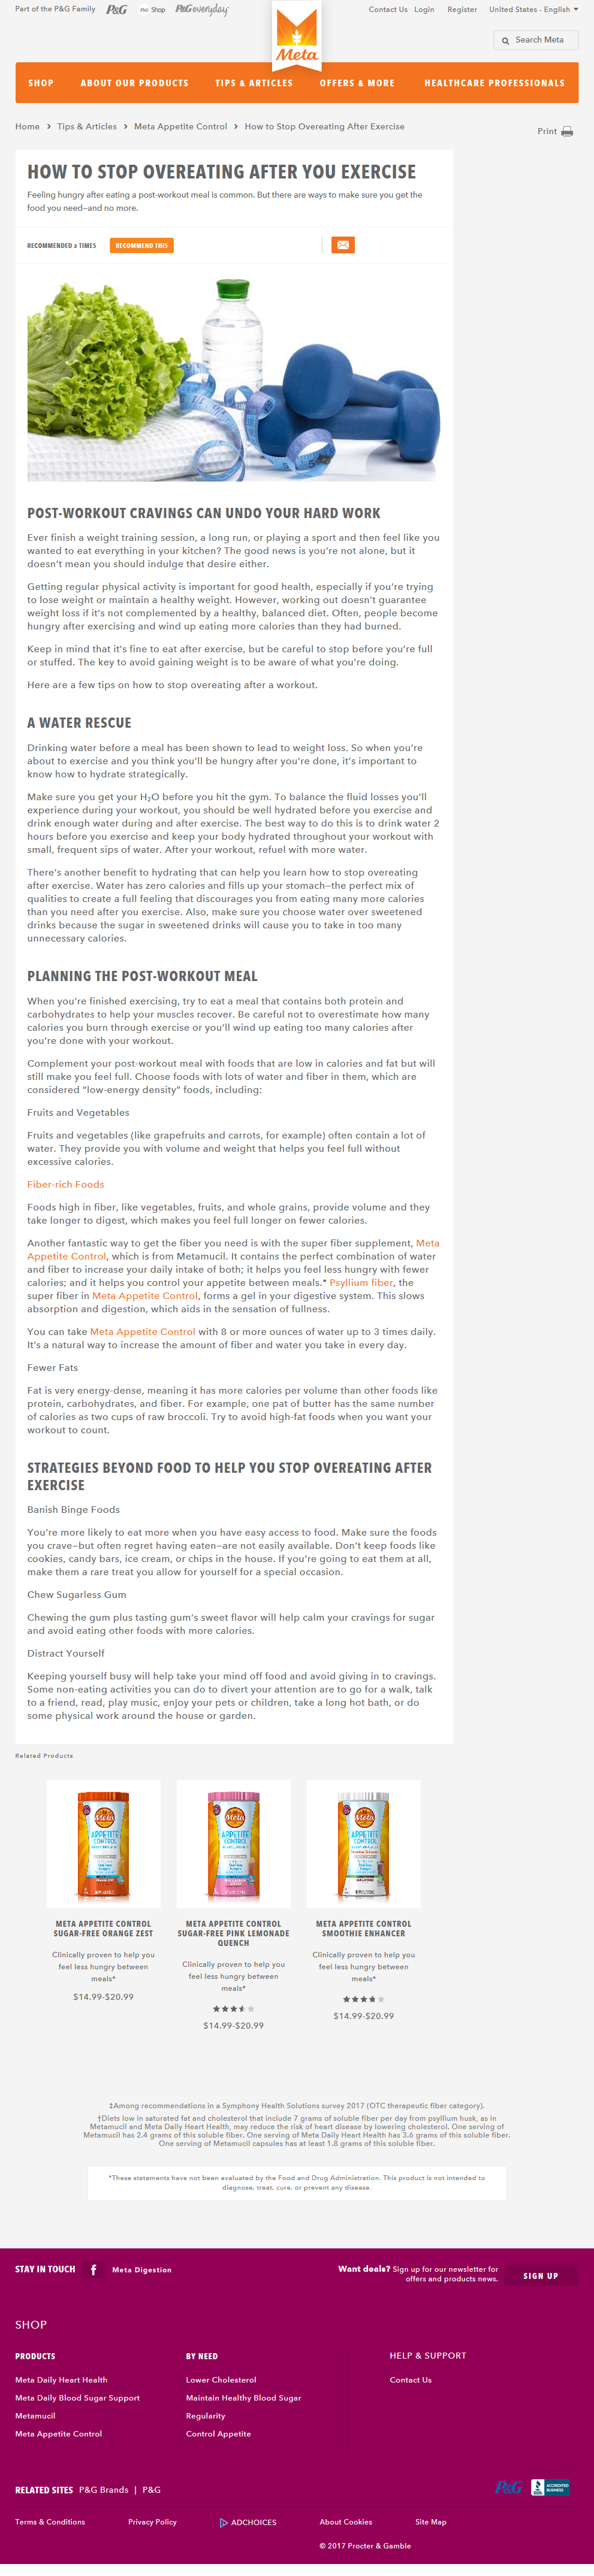 Part of the P&G Family P&G P&G Shop P&G everyday
Contact Us Login Register United States - English
Meta
Search Meta
SHOP ABOUT OUR PRODUCTS TIPS & ARTICLES OFFERS & MORE HEALTHCARE PROFESSIONALS
Home > Tips & Articles > Meta Appetite Control > How to Stop Overeating After Exercise
Print
HOW TO STOP OVEREATING AFTER YOU EXERCISE
Feeling hungry after eating a post-workout meal is common. But there are ways to make sure you get the
food you need—and no more.
RECOMMENDED 2 TIMES RECOMMEND THIS
POST-WORKOUT CRAVINGS CAN UNDO YOUR HARD WORK
Ever finish a weight training session, a long run, or playing a sport and then feel like you
wanted to eat everything in your kitchen? The good news is you're not alone, but it
doesn't mean you should indulge that desire either.
Getting regular physical activity is important for good health, especially if you're trying
to lose weight or maintain a healthy weight. However, working out doesn't guarantee
weight loss if it's not complemented by a healthy, balanced diet. Often, people become
hungry after exercising and wind up eating more calories than they had burned.
Keep in mind that it's fine to eat after exercise, but be careful to stop before you're full
or stuffed. The key to avoid gaining weight is to be aware of what you're doing.
Here are a few tips on how to stop overeating after a workout.
A WATER RESCUE
Drinking water before a meal has been shown to lead to weight loss. So when you're
about to exercise and you think you'll be hungry after you're done, it's important to
know how to hydrate strategically.
Make sure you get your H₂O before you hit the gym. To balance the fluid losses you'll
experience during your workout, you should be well hydrated before you exercise and
drink enough water during and after exercise. The best way to do this is to drink water 2
hours before you exercise and keep your body hydrated throughout your workout with
small, frequent sips of water. After your workout, refuel with more water.
There's another benefit to hydrating that can help you learn how to stop overeating
after exercise. Water has zero calories and fills up your stomach—the perfect mix of
qualities to create a full feeling that discourages you from eating many more calories
than you need after you exercise. Also, make sure you choose water over sweetened
drinks because the sugar in sweetened drinks will cause you to take in too many
unnecessary calories.
PLANNING THE POST-WORKOUT MEAL
When you're finished exercising, try to eat a meal that contains both protein and
carbohydrates to help your muscles recover. Be careful not to overestimate how many
calories you burn through exercise or you'll wind up eating too many calories after
you're done with your workout.
Complement your post-workout meal with foods that are low in calories and fat but will
still make you feel full. Choose foods with lots of water and fiber in them, which are
considered "low-energy density" foods, including:
Fruits and Vegetables
Fruits and vegetables (like grapefruits and carrots, for example) often contain a lot of
water. They provide you with volume and weight that helps you feel full without
excessive calories.
Fiber-rich Foods
Foods high in fiber, like vegetables, fruits, and whole grains, provide volume and they
take longer to digest, which makes you feel full longer on fewer calories.
Another fantastic way to get the fiber you need is with the super fiber supplement, Meta
Appetite Control, which is from Metamucil. It contains the perfect combination of water
and fiber to increase your daily intake of both; it helps you feel less hungry with fewer
calories; and it helps you control your appetite between meals.* Psyllium fiber, the
super fiber in Meta Appetite Control, forms a gel in your digestive system. This slows
absorption and digestion, which aids in the sensation of fullness.
You can take Meta Appetite Control with 8 or more ounces of water up to 3 times daily.
It's a natural way to increase the amount of fiber and water you take in every day.
Fewer Fats
Fat is very energy-dense, meaning it has more calories per volume than other foods like
protein, carbohydrates, and fiber. For example, one pat of butter has the same number
of calories as two cups of raw broccoli. Try to avoid high-fat foods when you want your
workout to count.
STRATEGIES BEYOND FOOD TO HELP YOU STOP OVEREATING AFTER
EXERCISE
Banish Binge Foods
You're more likely to eat more when you have easy access to food. Make sure the foods
you crave—but often regret having eaten—are not easily available. Don't keep foods like
cookies, candy bars, ice cream, or chips in the house. If you're going to eat them at all,
make them a rare treat you allow for yourself for a special occasion.
Chew Sugarless Gum
Chewing the gum plus tasting gum's sweet flavor will help calm your cravings for sugar
and avoid eating other foods with more calories.
Distract Yourself
Keeping yourself busy will help take your mind off food and avoid giving in to cravings.
Some non-eating activities you can do to divert your attention are to go for a walk, talk
to a friend, read, play music, enjoy your pets or children, take a long hot bath, or do
some physical work around the house or garden.
Related Products
Meta APPETITE CONTROL
Meta APPETITE CONTROL
Meta APPETITE CONTROL
META APPETITE CONTROL
SUGAR-FREE ORANGE ZEST
Clinically proven to help you
feel less hungry between
meals*
$14.99-$20.99
META APPETITE CONTROL
SUGAR-FREE PINK LEMONADE
QUENCH
Clinically proven to help you
feel less hungry between
meals*
$14.99-$20.99
META APPETITE CONTROL
SMOOTHIE ENHANCER
Clinically proven to help you
feel less hungry between
meals*
$14.99-$20.99
‡Among recommendations in a Symphony Health Solutions survey 2017 (OTC therapeutic fiber category).
†Diets low in saturated fat and cholesterol that include 7 grams of soluble fiber per day from psyllium husk, as in
Metamucil and Meta Daily Heart Health, may reduce the risk of heart disease by lowering cholesterol. One serving of
Metamucil has 2.4 grams of this soluble fiber. One serving of Meta Daily Heart Health has 3.6 grams of this soluble fiber.
One serving of Metamucil capsules has at least 1.8 grams of this soluble fiber.
*These statements have not been evaluated by the Food and Drug Administration. This product is not intended to
diagnose, treat, cure, or prevent any disease.
STAY IN TOUCH f Meta Digestion
Want deals? Sign up for our newsletter for
offers and products news.
SIGN UP
SHOP
PRODUCTS
Meta Daily Heart Health
Meta Daily Blood Sugar Support
Metamucil
Meta Appetite Control
BY NEED
Lower Cholesterol
Maintain Healthy Blood Sugar
Regularity
Control Appetite
HELP & SUPPORT
Contact Us
RELATED SITES P&G Brands | P&G
P&G BBB ACCREDITED BUSINESS
Terms & Conditions Privacy Policy ADCHOICES About Cookies Site Map
© 2017 Procter & Gamble